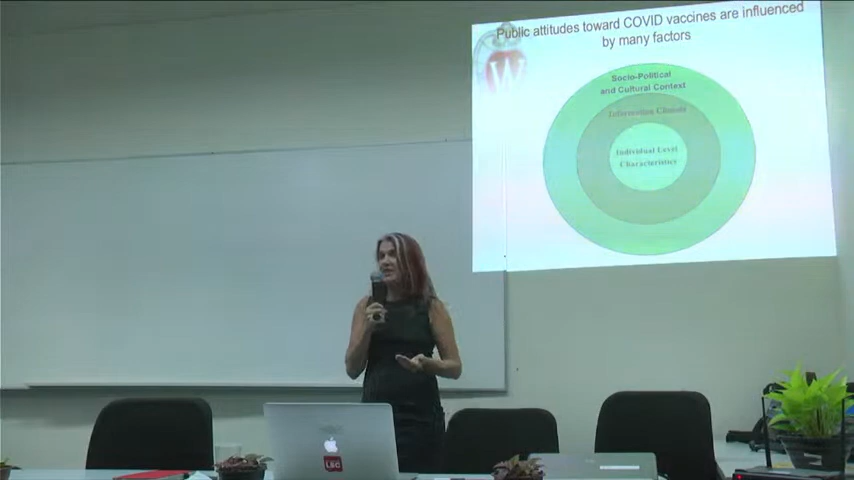 Public attitudes toward COVID vaccines are influenced
by many factors
W
Socio-Political
and Cultural Context
Information Climate
Individual Level
Characteristics